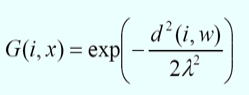 G(i, x) = exp(−d²(i, w) / 2λ²)